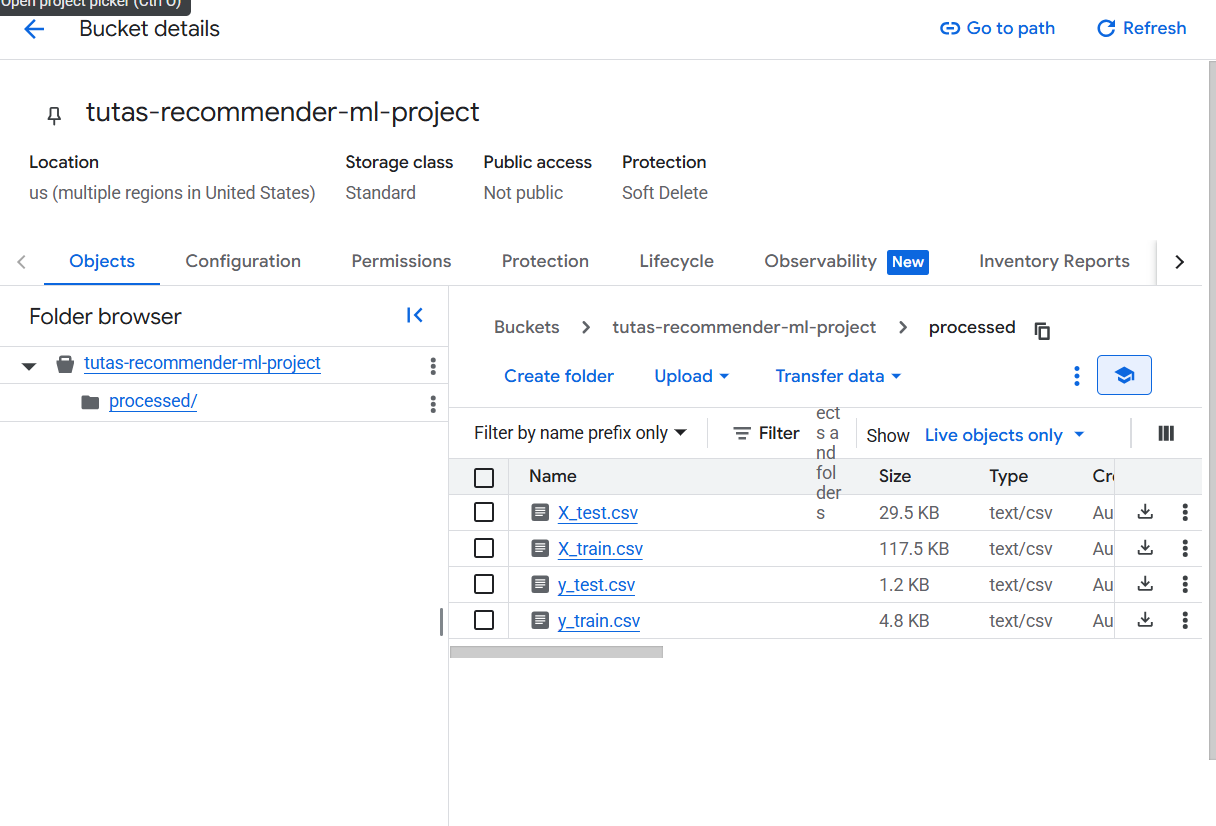 Open project picker (Ctrl O)
Bucket details
Go to path
Refresh
tutas-recommender-ml-project
Location
us (multiple regions in United States)
Storage class
Standard
Public access
Not public
Protection
Soft Delete
Objects
Configuration
Permissions
Protection
Lifecycle
Observability New
Inventory Reports
Folder browser
tutas-recommender-ml-project
processed/
Buckets > tutas-recommender-ml-project > processed
Create folder
Upload
Transfer data
Filter by name prefix only
Filter
ect
s a
nd
fol
der
s
Show Live objects only
Name Size Type Cr
X_test.csv 29.5 KB text/csv Au
X_train.csv 117.5 KB text/csv Au
y_test.csv 1.2 KB text/csv Au
y_train.csv 4.8 KB text/csv Au